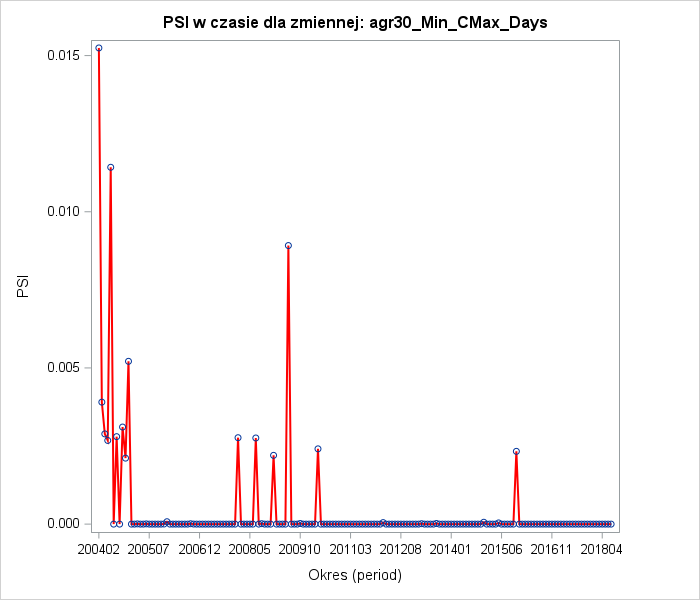 PSI w czasie dla zmiennej: agr30_Min_CMax_Days
0.015
0.010
0.005
0.000
PSI
200402 200507 200612 200805 200910 201103 201208 201401 201506 201611 201804
Okres (period)